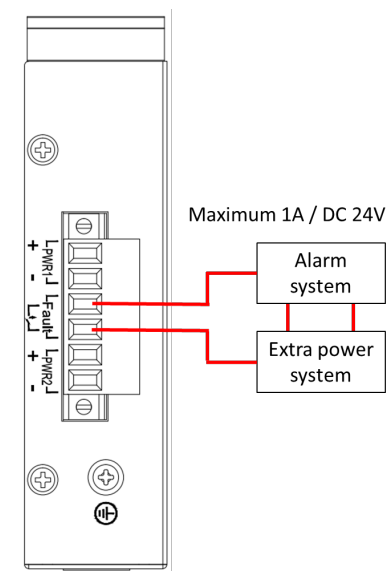 Maximum 1A / DC 24V
Alarm
system
Extra power
system
+ PWR1 -
Fault
+ PWR2 -